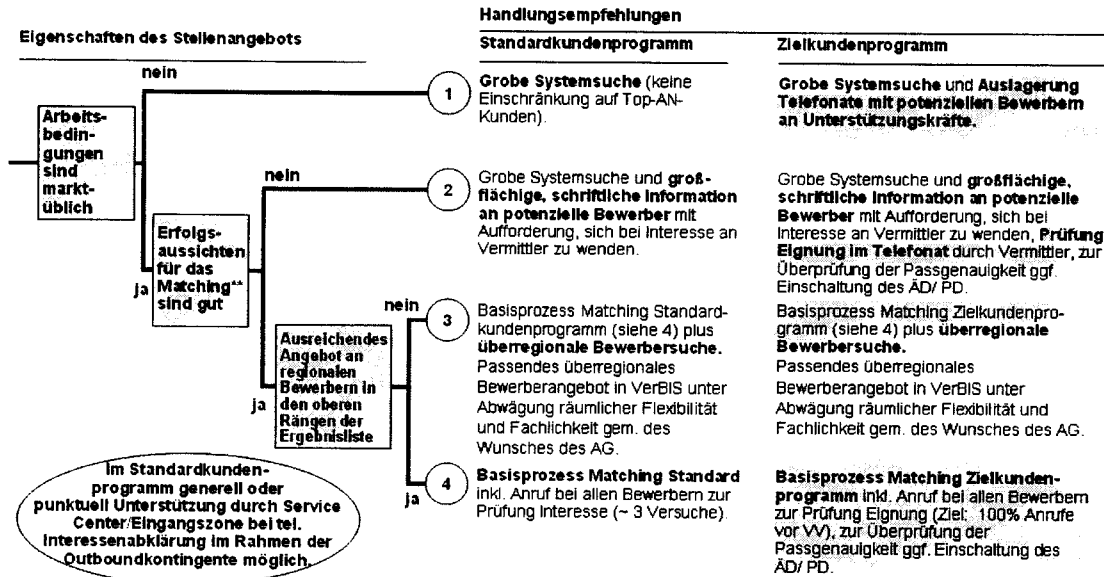 Handlungsempfehlungen
Eigenschaften des Stellenangebots
Standardkundenprogramm
Zielkundenprogramm
nein
1
Grobe Systemsuche (keine
Einschränkung auf Top-AN-
Kunden).
Grobe Systemsuche und Auslagerung
Telefonate mit potenziellen Bewerbern
an Unterstützungskräfte.
Arbeits-
bedin-
gungen
sind
markt-
üblich
nein
2
Grobe Systemsuche und groß-
flächige, schriftliche Information
an potenzielle Bewerber mit
Aufforderung, sich bei Interesse an
Vermittler zu wenden.
Grobe Systemsuche und großflächige,
schriftliche Information an potenzielle
Bewerber mit Aufforderung, sich bei
Interesse an Vermittler zu wenden, Prüfung
Eignung im Telefonat durch Vermittler, zur
Überprüfung der Passgenauigkeit ggf.
Einschaltung des ÄD/ PD.
ja
Erfolgs-
aussichten
für das
Matching**
sind gut
nein
3
Basisprozess Matching Standard-
kundenprogramm (siehe 4) plus
überregionale Bewerbersuche.
Passendes überregionales
Bewerberangebot in VerBIS unter
Abwägung räumlicher Flexibilität
und Fachlichkeit gem. des
Wunsches des AG.
Basisprozess Matching Zielkundenpro-
gramm (siehe 4) plus überregionale
Bewerbersuche.
Passendes überregionales
Bewerberangebot in VerBIS unter
Abwägung räumlicher Flexibilität und
Fachlichkeit gem. des Wunsches des AG.
ja
Ausreichendes
Angebot an
regionalen
Bewerbern in
den oberen
Rängen der
Ergebnisliste
ja
4
Basisprozess Matching Standard
inkl. Anruf bei allen Bewerbern zur
Prüfung Interesse (~ 3 Versuche).
Basisprozess Matching Zielkunden-
programm inkl. Anruf bei allen Bewerbern
zur Prüfung Eignung (Ziel: 100% Anrufe
vor VV), zur Überprüfung der
Passgenauigkeit ggf. Einschaltung des
ÄD/ PD.
Im Standardkunden-
programm generell oder
punktuell Unterstützung durch Service
Center/Eingangszone bei tel.
Interessenabklärung im Rahmen der
Outboundkontingente möglich.